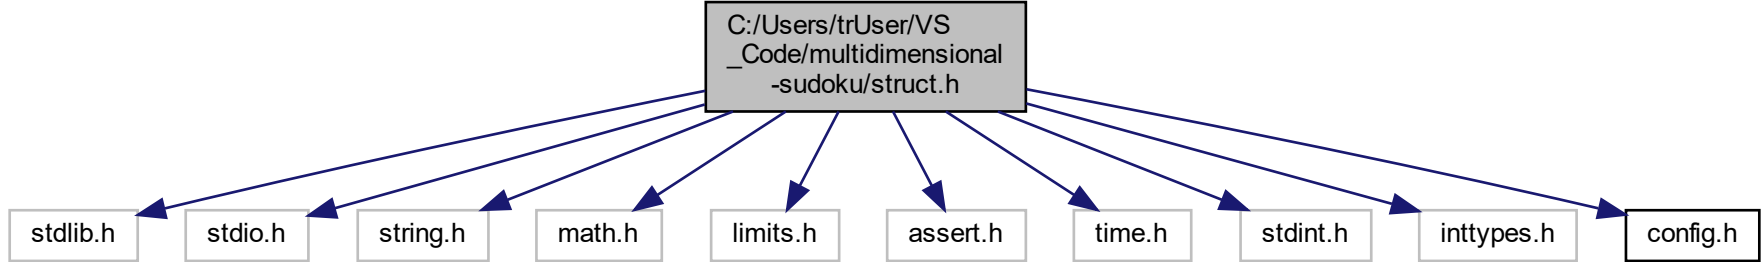 C:/Users/trUser/VS
_Code/multidimensional
-sudoku/struct.h
stdlib.h
stdio.h
string.h
math.h
limits.h
assert.h
time.h
stdint.h
inttypes.h
config.h